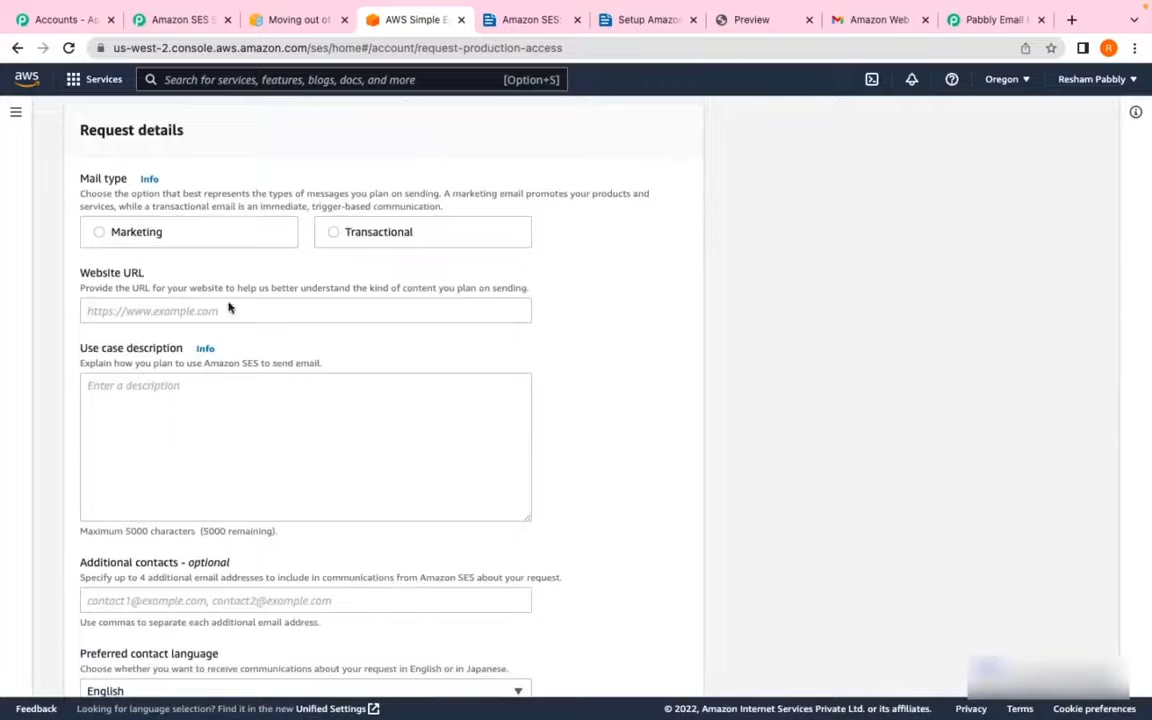 Accounts - Ap
Amazon SES S
Moving out o
AWS Simple E
Amazon SES:
Setup Amazon
Preview
Amazon Web
Pabbly Email
us-west-2.console.aws.amazon.com/ses/home#/account/request-production-access
R
aws
Services
Search for services, features, blogs, docs, and more
[Option+S]
Oregon
Resham Pabbly
Request details
Mail type Info
Choose the option that best represents the types of messages you plan on sending. A marketing email promotes your products and
services, while a transactional email is an immediate, trigger-based communication.
Marketing
Transactional
Website URL
Provide the URL for your website to help us better understand the kind of content you plan on sending.
https://www.example.com
Use case description Info
Explain how you plan to use Amazon SES to send email.
Enter a description
Maximum 5000 characters (5000 remaining).
Additional contacts - optional
Specify up to 4 additional email addresses to include in communications from Amazon SES about your request.
contact1@example.com, contact2@example.com
Use commas to separate each additional email address.
Preferred contact language
Choose whether you want to receive communications about your request in English or in Japanese.
English
Feedback
Looking for language selection? Find it in the new Unified Settings
© 2022, Amazon Internet Services Private Ltd. or its affiliates.
Privacy
Terms
Cookie preferences